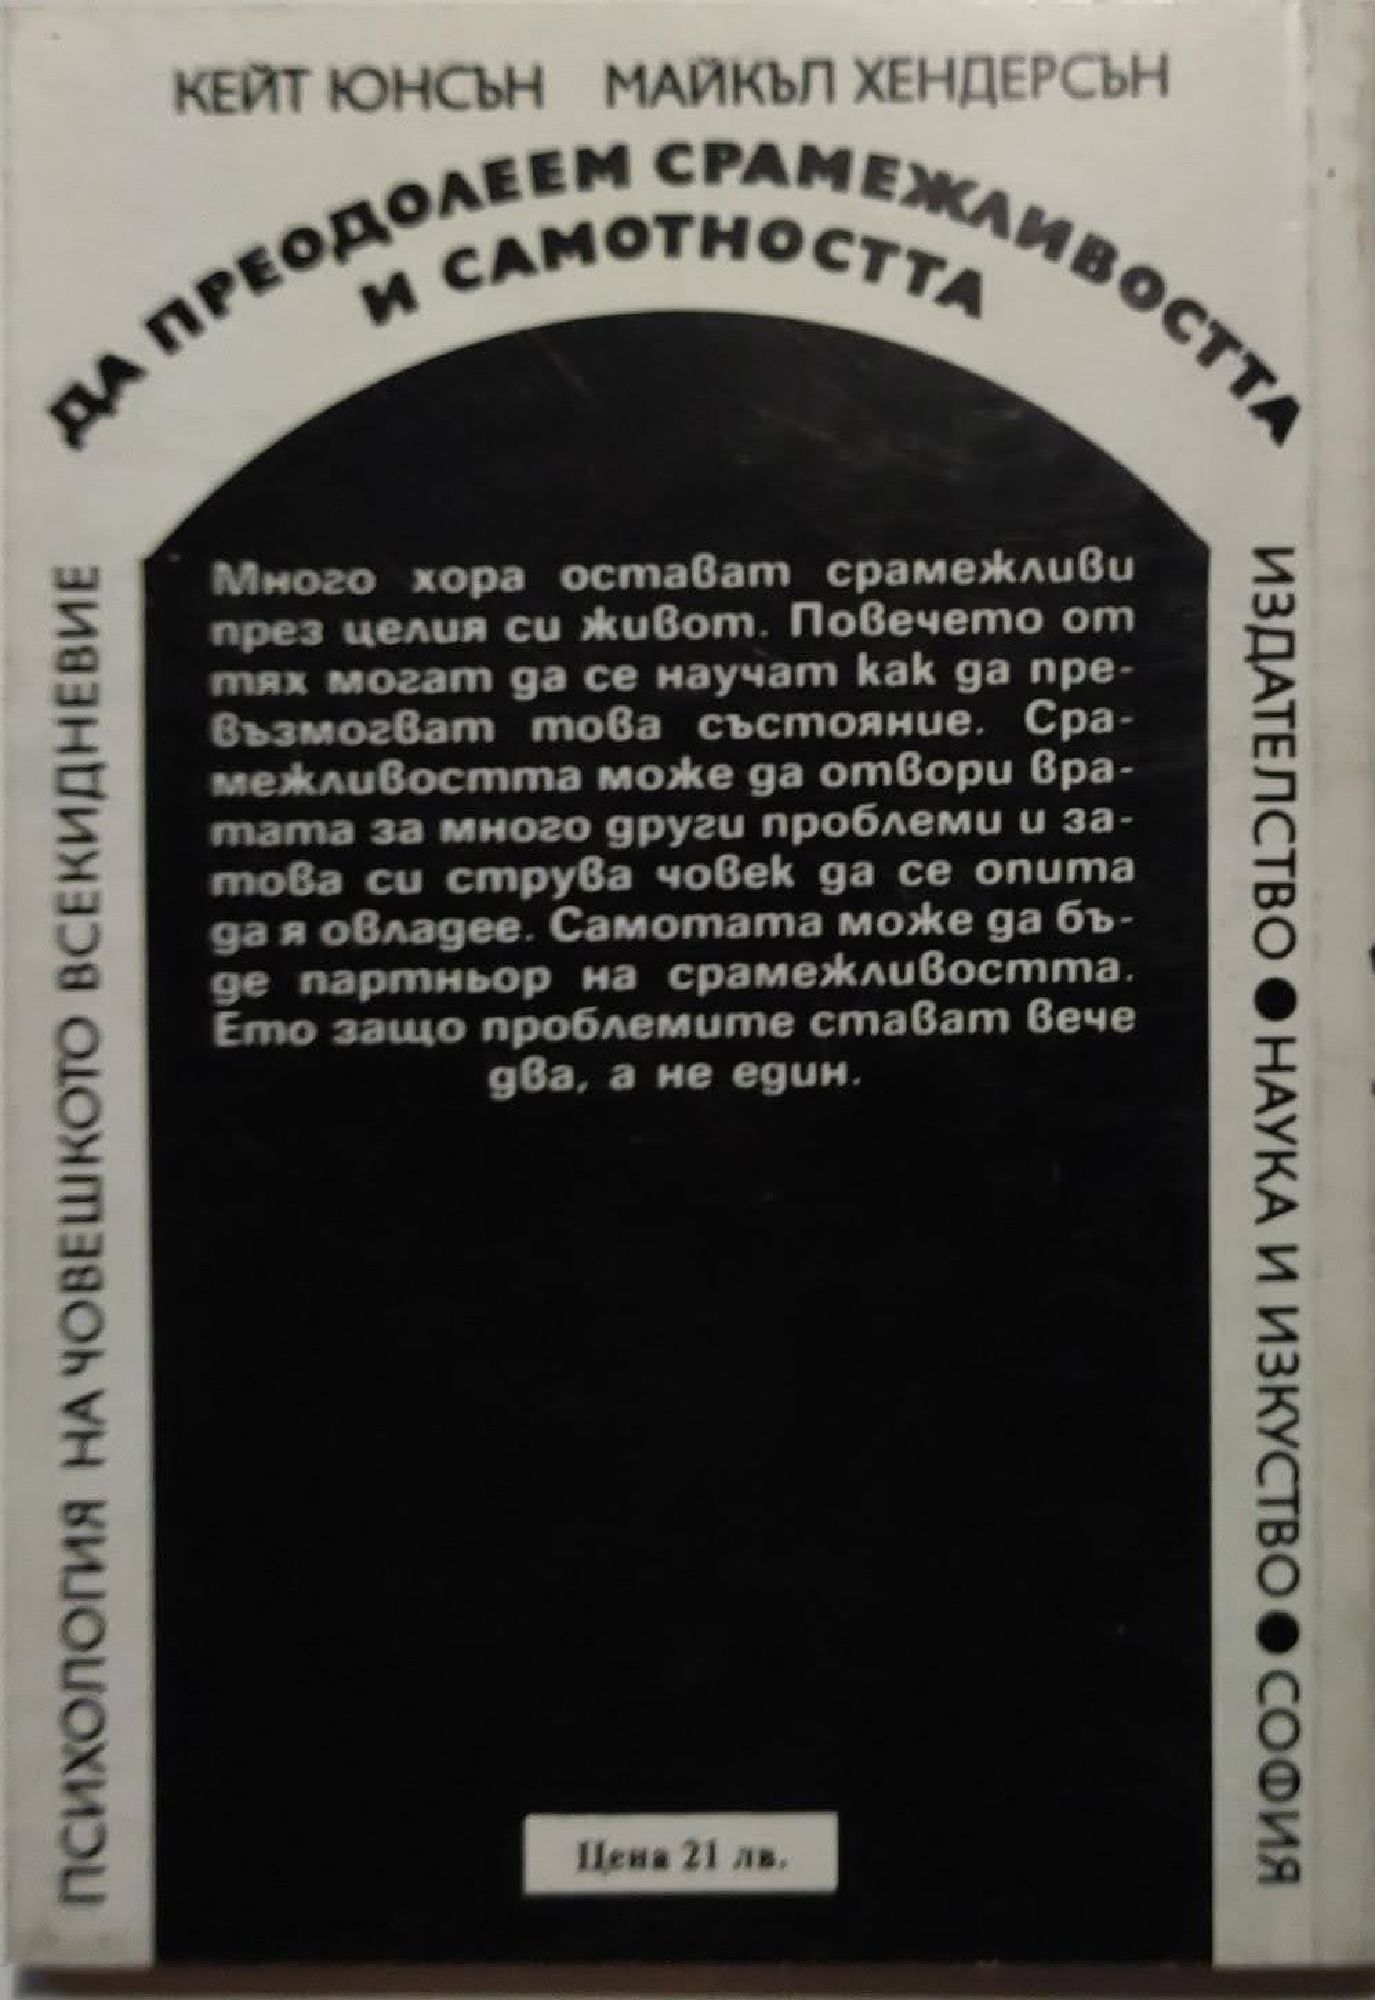 КЕЙТ ЮНСЪН МАЙКЪЛ ХЕНДЕРСЪН
ДА ПРЕОДОЛЕЕМ СРАМЕЖЛИВОСТТА
И САМОТНОСТТА
ПСИХОЛОГИЯ НА ЧОВЕШКОТО ВСЕКИДНЕВИЕ
Много хора остават срамежливи
през целия си живот. Повечето от
тях могат да се научат как да пре-
възмогват това състояние. Сра-
межливостта може да отвори вра-
тата за много други проблеми и за-
това си струва човек да се опита
да я овладее. Самотата може да бъ-
де партньор на срамежливостта.
Ето защо проблемите стават вече
два, а не един.
Цена 21 лв.
ИЗДАТЕЛСТВО ● НАУКА И ИЗКУСТВО ● СОФИЯ